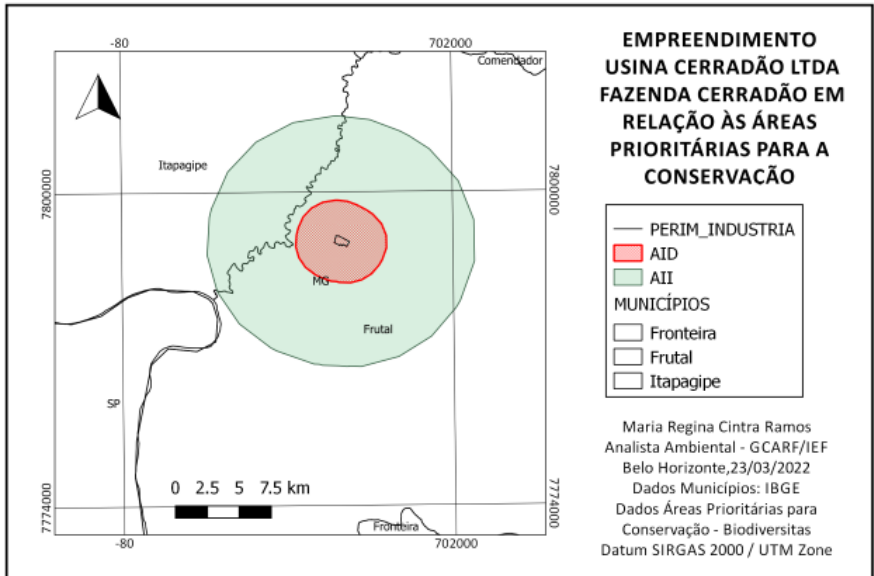 -80
702000
Comendador
Itapagipe
7800000
7800000
MG
Frutal
SP
0 2.5 5 7.5 km
7774000
7774000
Fronteira
-80
702000
EMPREENDIMENTO
USINA CERRADÃO LTDA
FAZENDA CERRADÃO EM
RELAÇÃO ÀS ÁREAS
PRIORITÁRIAS PARA A
CONSERVAÇÃO
PERIM_INDUSTRIA
AID
AII
MUNICÍPIOS
Fronteira
Frutal
Itapagipe
Maria Regina Cintra Ramos
Analista Ambiental - GCARF/IEF
Belo Horizonte,23/03/2022
Dados Municípios: IBGE
Dados Áreas Prioritárias para
Conservação - Biodiversitas
Datum SIRGAS 2000 / UTM Zone